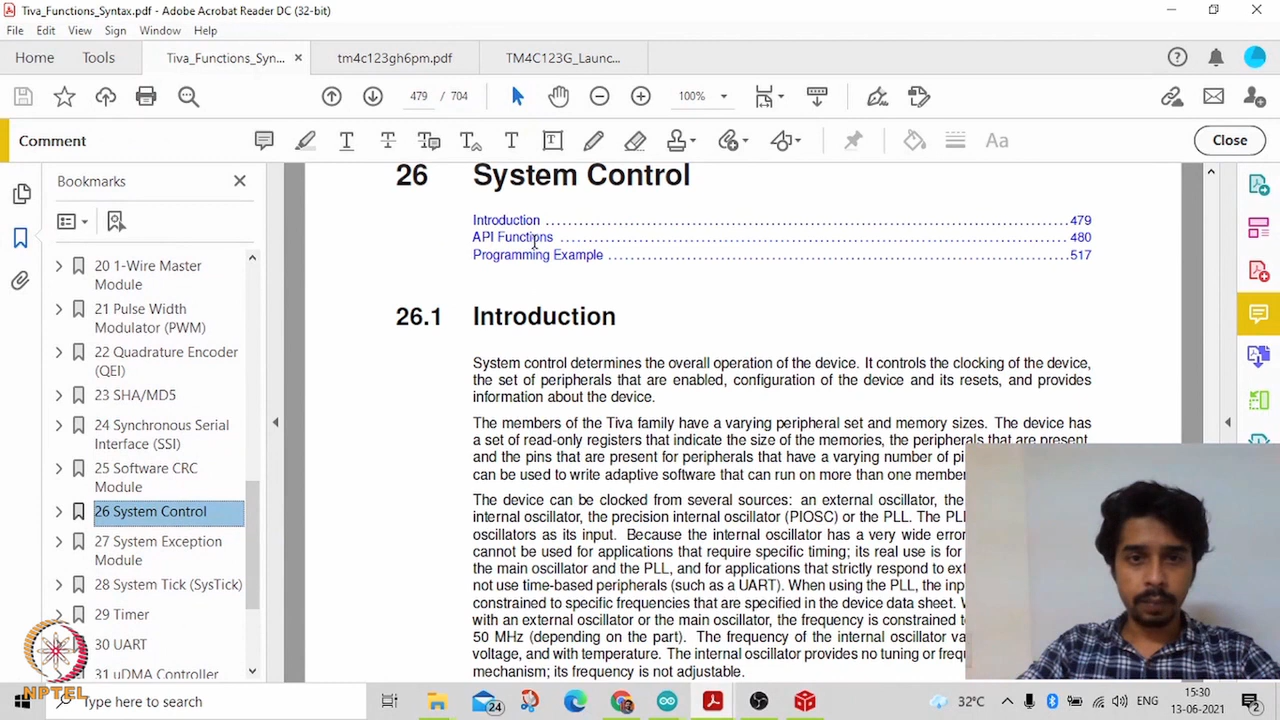 Tiva_Functions_Syntax.pdf - Adobe Acrobat Reader DC (32-bit)
File Edit View Sign Window Help
Home Tools Tiva_Functions_Syn... × tm4c123gh6pm.pdf TM4C123G_Launc...
479 / 704 100%
Comment Close
Bookmarks
20 1-Wire Master
Module
21 Pulse Width
Modulator (PWM)
22 Quadrature Encoder
(QEI)
23 SHA/MD5
24 Synchronous Serial
Interface (SSI)
25 Software CRC
Module
26 System Control
27 System Exception
Module
28 System Tick (SysTick)
29 Timer
30 UART
31 uDMA Controller
26 System Control
Introduction 479
API Functions 480
Programming Example 517
26.1 Introduction
System control determines the overall operation of the device. It controls the clocking of the device,
the set of peripherals that are enabled, configuration of the device and its resets, and provides
information about the device.
The members of the Tiva family have a varying peripheral set and memory sizes. The device has
a set of read-only registers that indicate the size of the memories, the peripherals that are present,
and the pins that are present for peripherals that have a varying number of
can be used to write adaptive software that can run on more than one
The device can be clocked from several sources: an external oscillator, the
internal oscillator, the precision internal oscillator (PIOSC) or the PLL. The
oscillators as its input. Because the internal oscillator has a very wide
cannot be used for applications that require specific timing; its real use is for
the main oscillator and the PLL, and for applications that strictly respond to
not use time-based peripherals (such as a UART). When using the PLL, the
constrained to specific frequencies that are specified in the device data sheet.
with an external oscillator or the main oscillator, the frequency is constrained
50 MHz (depending on the part). The frequency of the internal oscillator
voltage, and with temperature. The internal oscillator provides no tuning or
mechanism; its frequency is not adjustable.
NPTEL
Type here to search
24
32°C ENG 15:30
13-06-2021
2